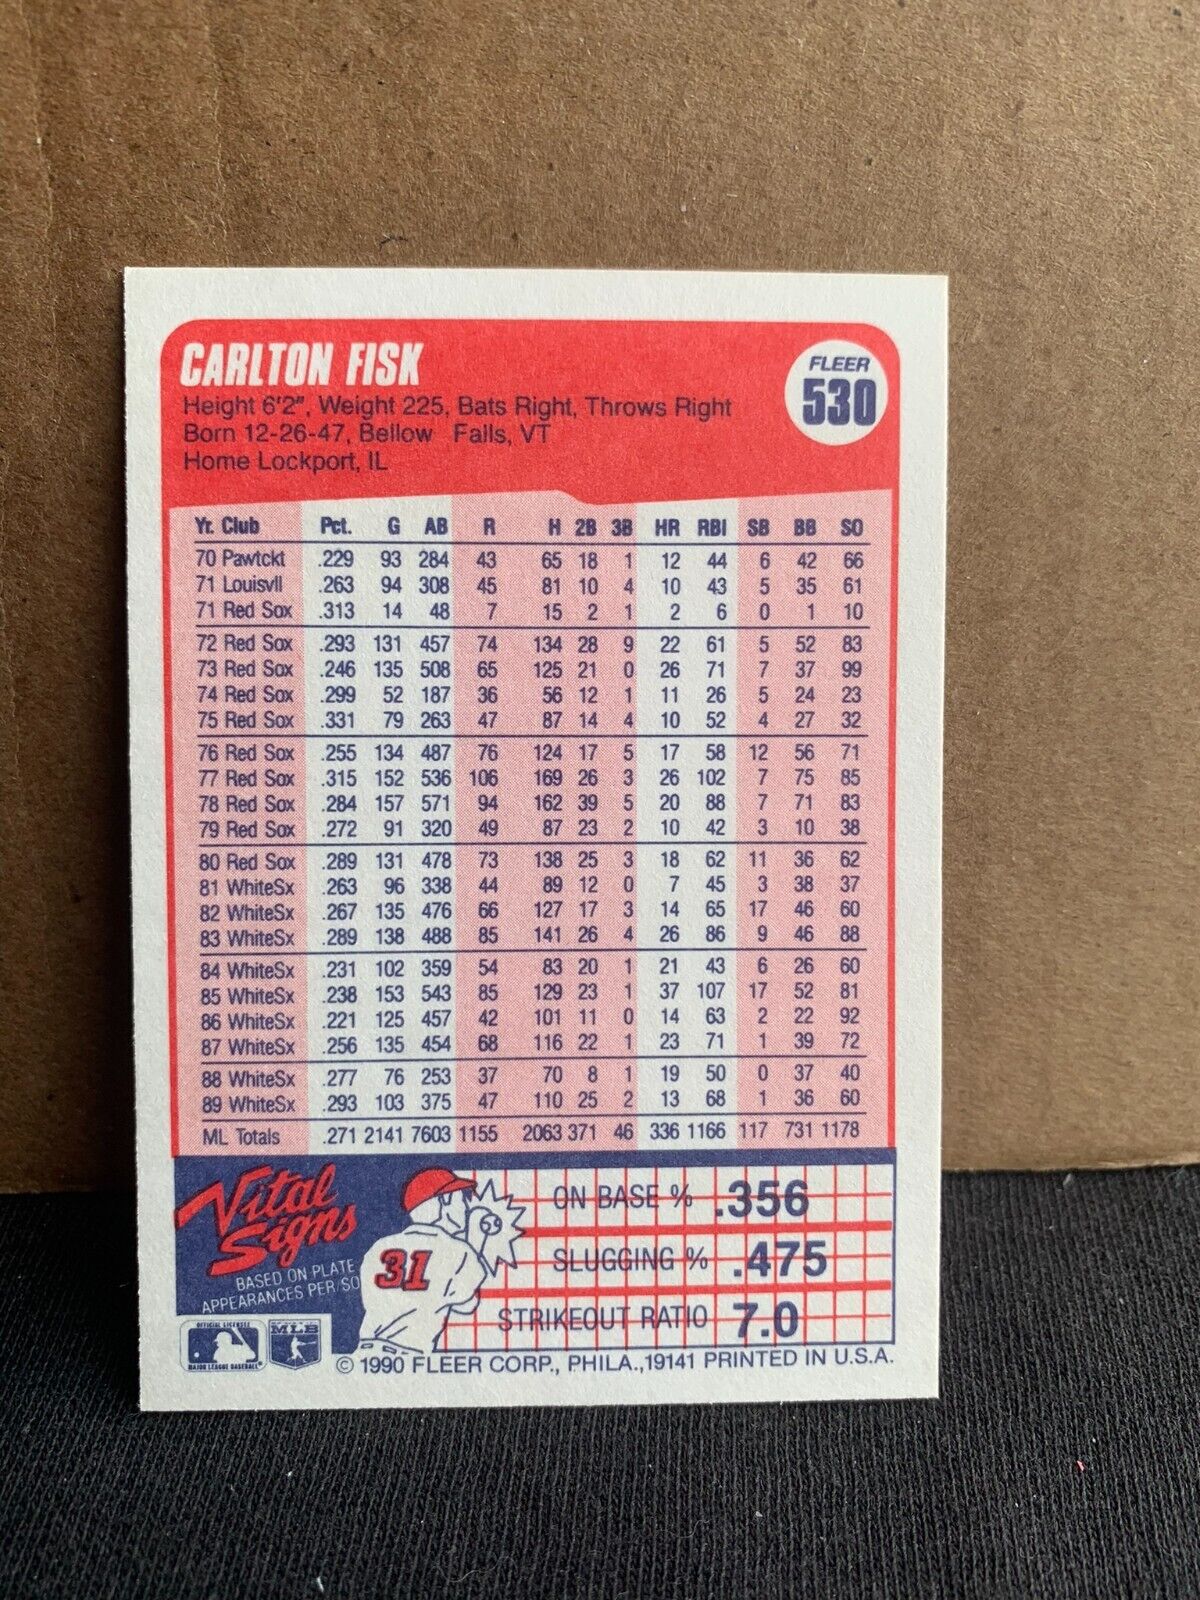 CARLTON FISK
FLEER
530
Height 6'2", Weight 225, Bats Right, Throws Right
Born 12-26-47, Bellow Falls, VT
Home Lockport, IL
Yr. Club Pct. G AB R H 2B 3B HR RBI SB BB SO
70 Pawtckt .229 93 284 43 65 18 1 12 44 6 42 66
71 Louisvll .263 94 308 45 81 10 4 10 43 5 35 61
71 Red Sox .313 14 48 7 15 2 1 2 6 0 1 10
72 Red Sox .293 131 457 74 134 28 9 22 61 5 52 83
73 Red Sox .246 135 508 65 125 21 0 26 71 7 37 99
74 Red Sox .299 52 187 36 56 12 1 11 26 5 24 23
75 Red Sox .331 79 263 47 87 14 4 10 52 4 27 32
76 Red Sox .255 134 487 76 124 17 5 17 58 12 56 71
77 Red Sox .315 152 536 106 169 26 3 26 102 7 75 85
78 Red Sox .284 157 571 94 162 39 5 20 88 7 71 83
79 Red Sox .272 91 320 49 87 23 2 10 42 3 10 38
80 Red Sox .289 131 478 73 138 25 3 18 62 11 36 62
81 WhiteSx .263 96 338 44 89 12 0 7 45 3 38 37
82 WhiteSx .267 135 476 66 127 17 3 14 65 17 46 60
83 WhiteSx .289 138 488 85 141 26 4 26 86 9 46 88
84 WhiteSx .231 102 359 54 83 20 1 21 43 6 26 60
85 WhiteSx .238 153 543 85 129 23 1 37 107 17 52 81
86 WhiteSx .221 125 457 42 101 11 0 14 63 2 22 92
87 WhiteSx .256 135 454 68 116 22 1 23 71 1 39 72
88 WhiteSx .277 76 253 37 70 8 1 19 50 0 37 40
89 WhiteSx .293 103 375 47 110 25 2 13 68 1 36 60
ML Totals .271 2141 7603 1155 2063 371 46 336 1166 117 731 1178
Vital
Signs
BASED ON PLATE
APPEARANCES PER/SO
31
ON BASE % .356
SLUGGING % .475
STRIKEOUT RATIO 7.0
OFFICIAL LICENSEE
MAJOR LEAGUE BASEBALL
MLB
© 1990 FLEER CORP., PHILA.,19141 PRINTED IN U.S.A.